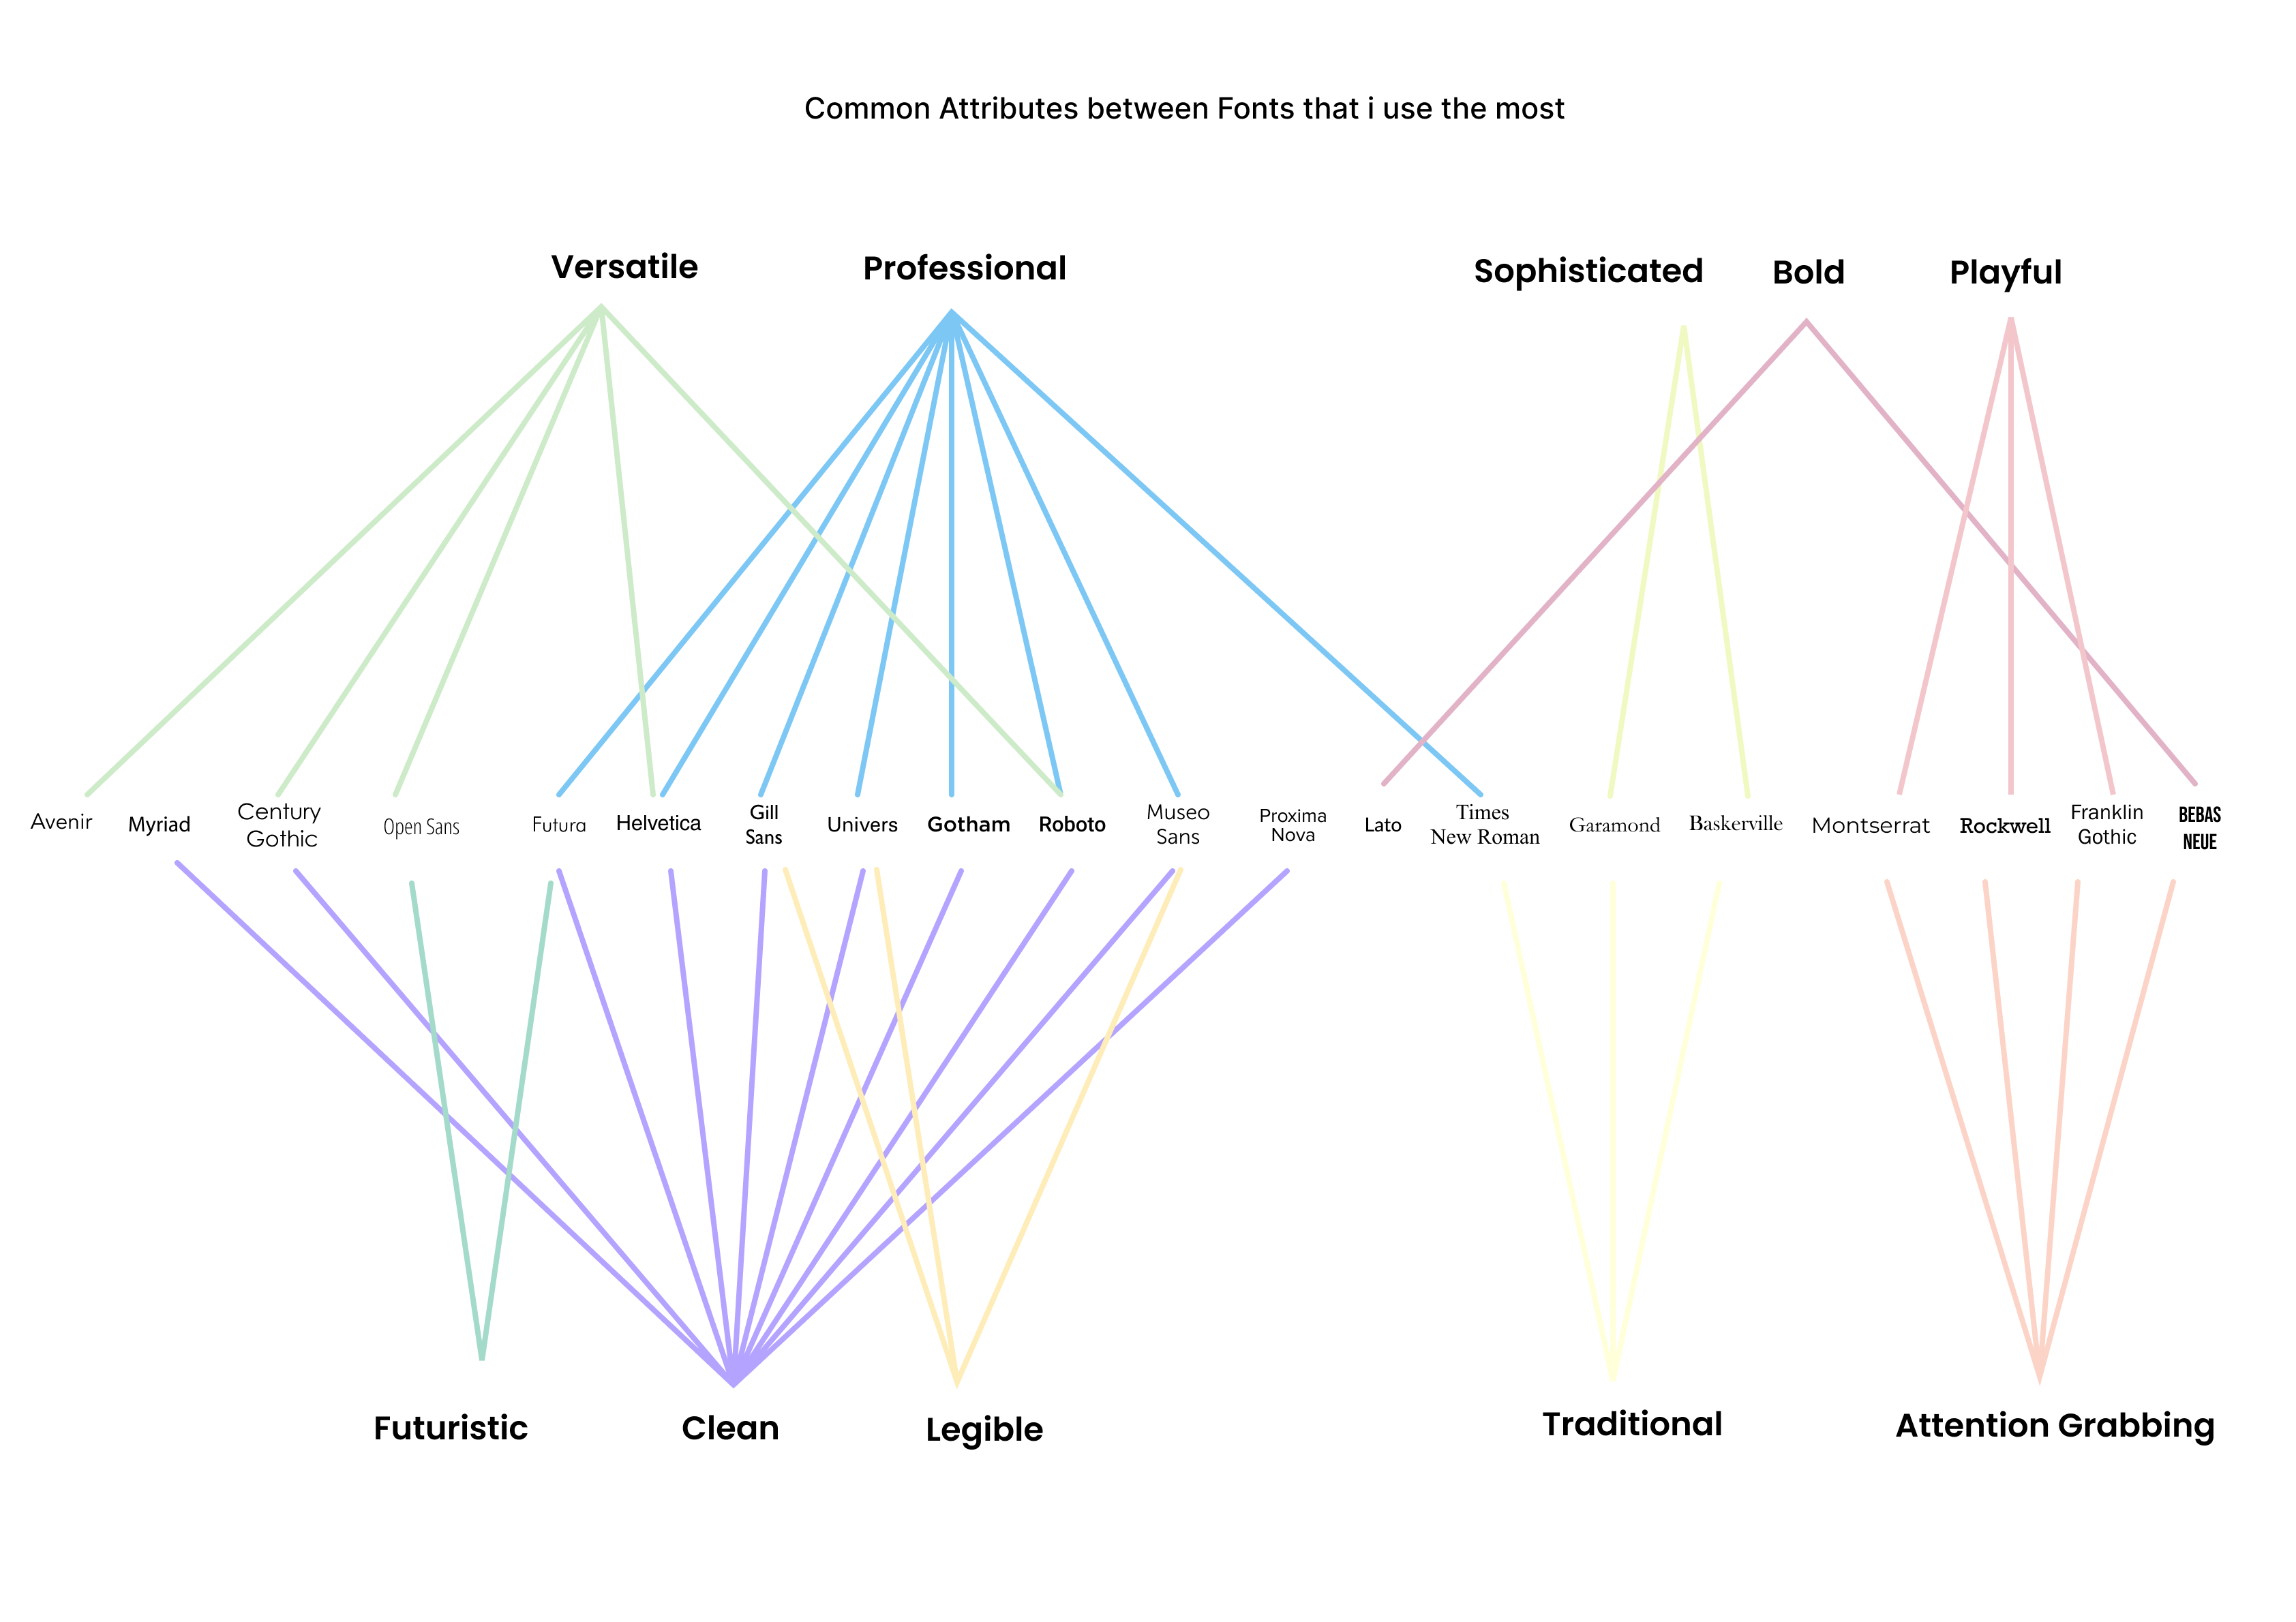 Common Attributes between Fonts that i use the most
Versatile
Professional
Sophisticated
Bold
Playful
Avenir
Myriad
Century
Gothic
Open Sans
Futura
Helvetica
Gill
Sans
Univers
Gotham
Roboto
Museo
Sans
Proxima
Nova
Lato
Times
New Roman
Garamond
Baskerville
Montserrat
Rockwell
Franklin
Gothic
BEBAS
NEUE
Futuristic
Clean
Legible
Traditional
Attention Grabbing